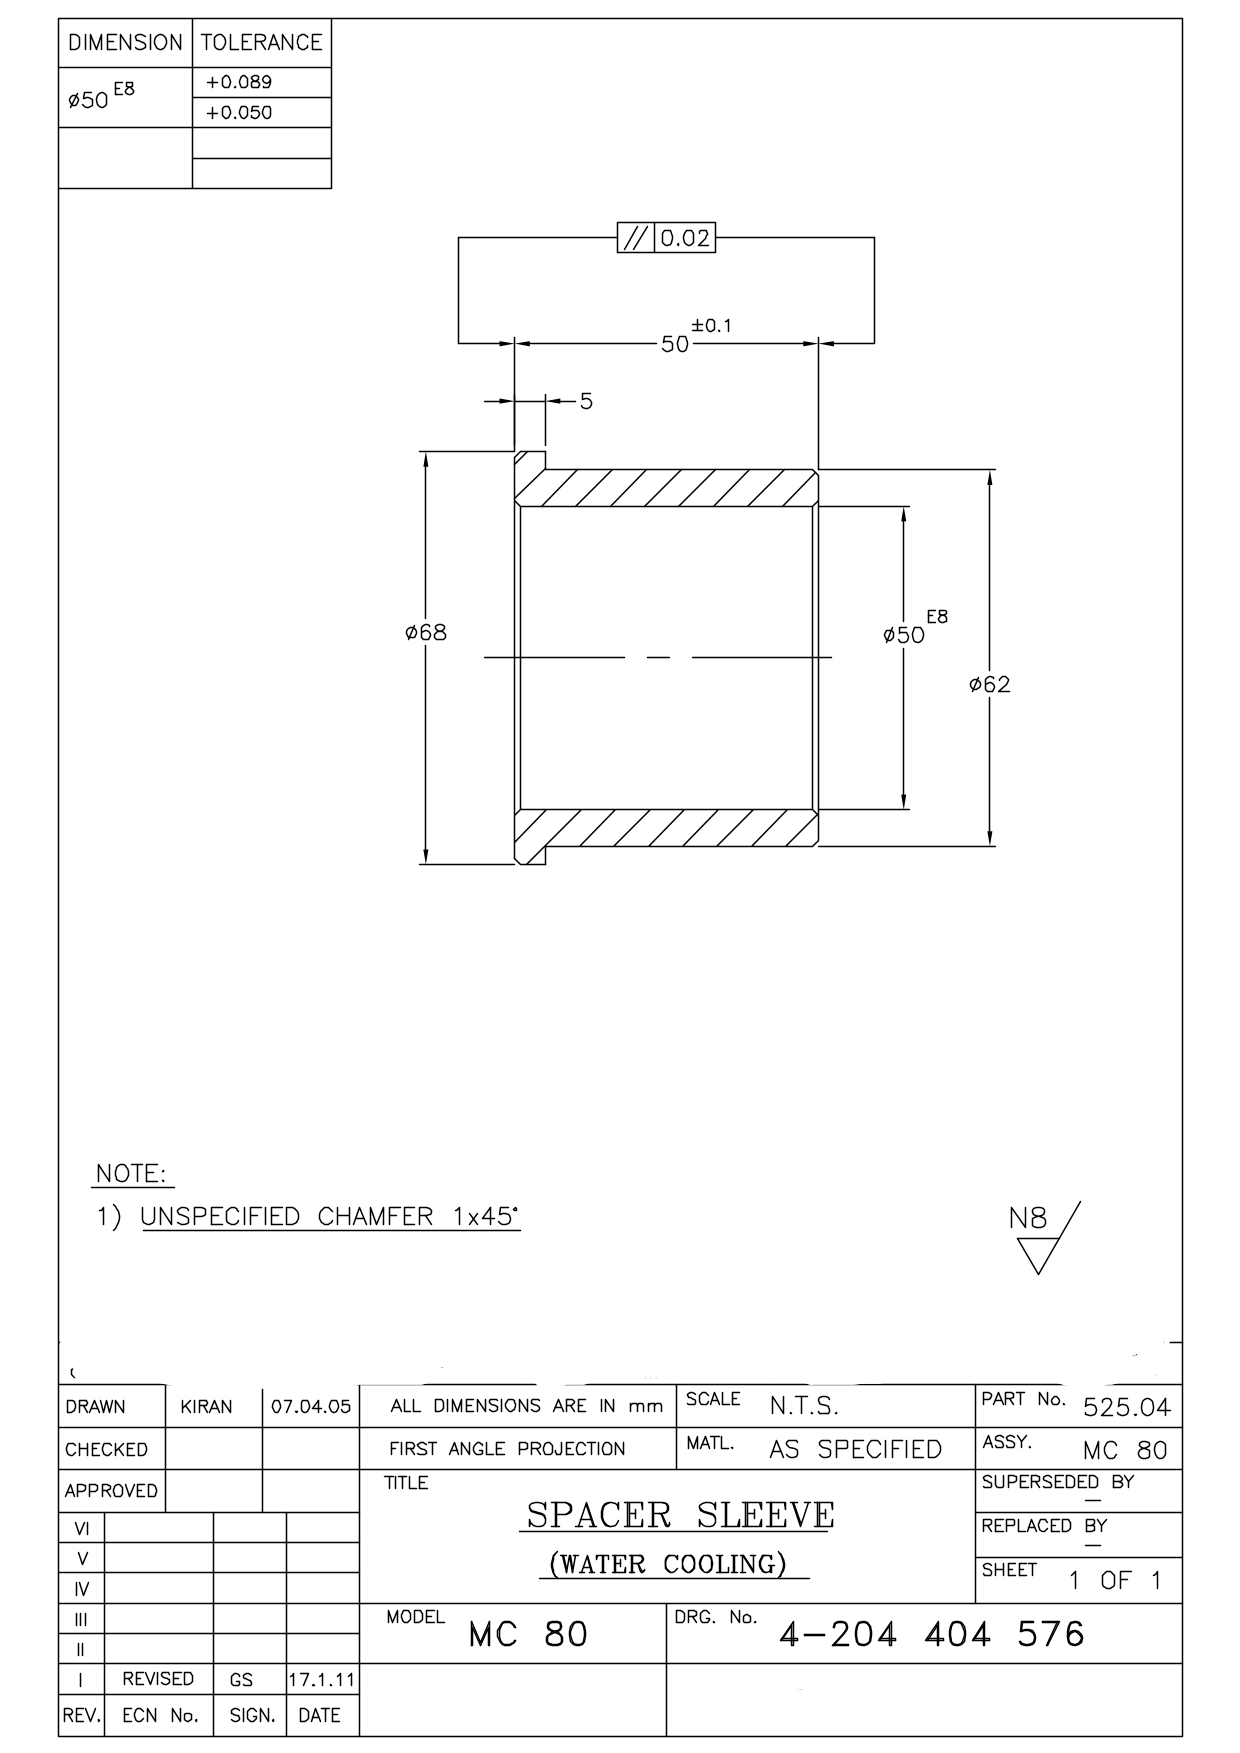 DIMENSION TOLERANCE
ø50 E8 +0.089
+0.050
// 0.02
50 ±0.1
5
ø68
ø50 E8
ø62
NOTE:
1) UNSPECIFIED CHAMFER 1x45°
N8
DRAWN KIRAN 07.04.05 ALL DIMENSIONS ARE IN mm SCALE N.T.S. PART No. 525.04
CHECKED FIRST ANGLE PROJECTION MATL. AS SPECIFIED ASSY. MC 80
APPROVED TITLE SUPERSEDED BY —
SPACER SLEEVE
(WATER COOLING)
REPLACED BY —
SHEET 1 OF 1
VI
V
IV
III MODEL MC 80 DRG. No. 4-204 404 576
II
I REVISED GS 17.1.11
REV. ECN No. SIGN. DATE